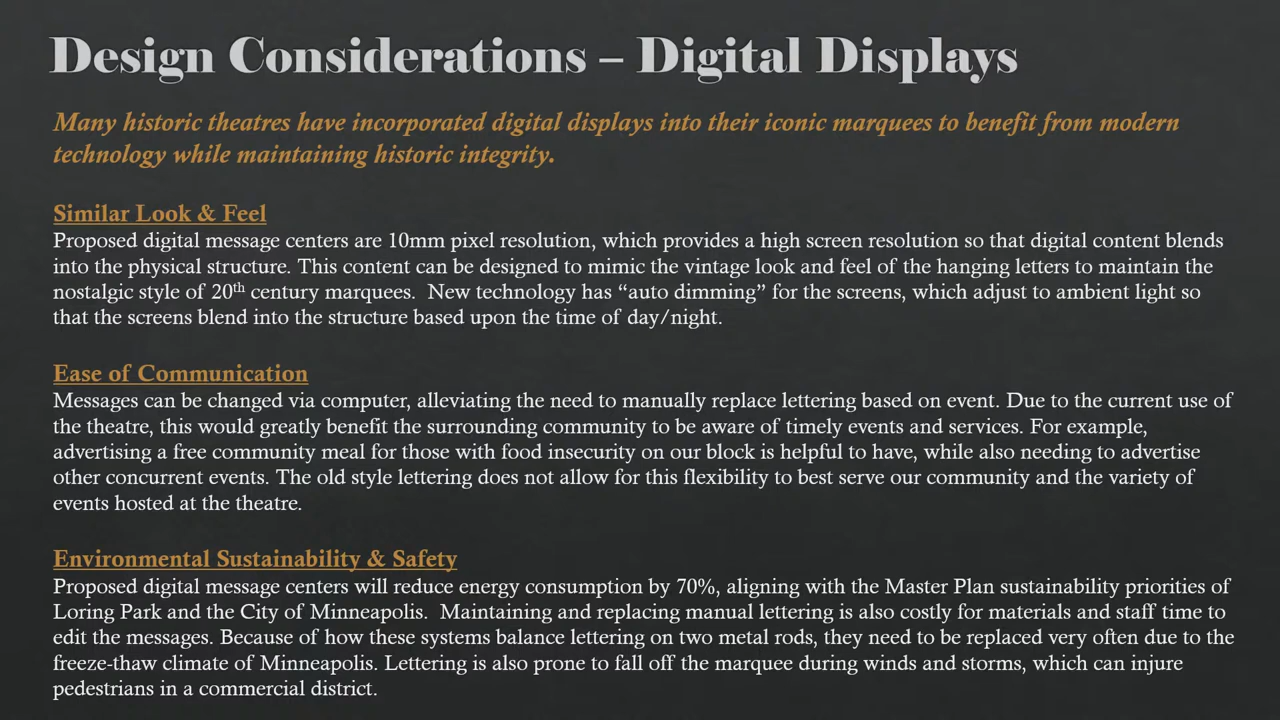 Design Considerations – Digital Displays
Many historic theatres have incorporated digital displays into their iconic marquees to benefit from modern
technology while maintaining historic integrity.
Similar Look & Feel
Proposed digital message centers are 10mm pixel resolution, which provides a high screen resolution so that digital content blends
into the physical structure. This content can be designed to mimic the vintage look and feel of the hanging letters to maintain the
nostalgic style of 20th century marquees.  New technology has “auto dimming” for the screens, which adjust to ambient light so
that the screens blend into the structure based upon the time of day/night.
Ease of Communication
Messages can be changed via computer, alleviating the need to manually replace lettering based on event. Due to the current use of
the theatre, this would greatly benefit the surrounding community to be aware of timely events and services. For example,
advertising a free community meal for those with food insecurity on our block is helpful to have, while also needing to advertise
other concurrent events. The old style lettering does not allow for this flexibility to best serve our community and the variety of
events hosted at the theatre.
Environmental Sustainability & Safety
Proposed digital message centers will reduce energy consumption by 70%, aligning with the Master Plan sustainability priorities of
Loring Park and the City of Minneapolis.  Maintaining and replacing manual lettering is also costly for materials and staff time to
edit the messages. Because of how these systems balance lettering on two metal rods, they need to be replaced very often due to the
freeze-thaw climate of Minneapolis. Lettering is also prone to fall off the marquee during winds and storms, which can injure
pedestrians in a commercial district.